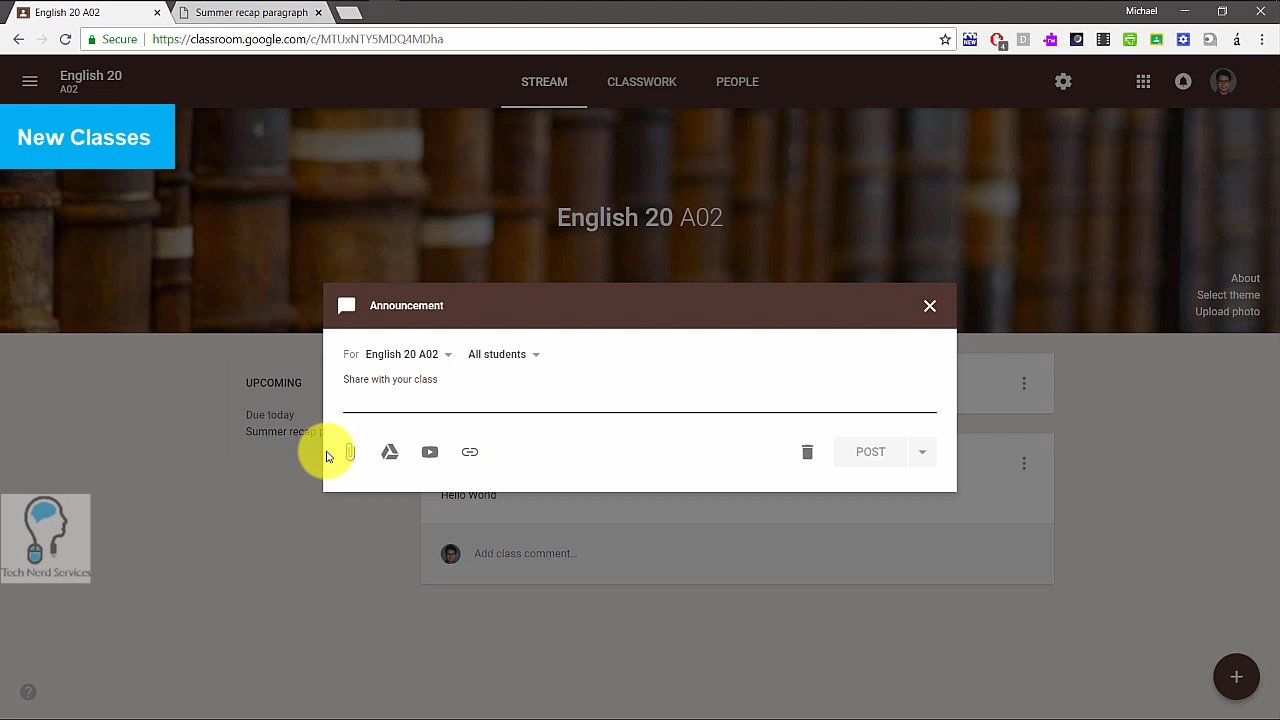 English 20 A02
Summer recap paragraph
Michael
Secure
https://classroom.google.com/c/MTUxNTY5MDQ4MDha
4
English 20
A02
STREAM
CLASSWORK
PEOPLE
New Classes
English 20 A02
About
Select theme
Upload photo
Announcement
For English 20 A02 All students
Share with your class
UPCOMING
Due today
Summer recap p
POST
Hello World
Add class comment...
Tech Nerd Services